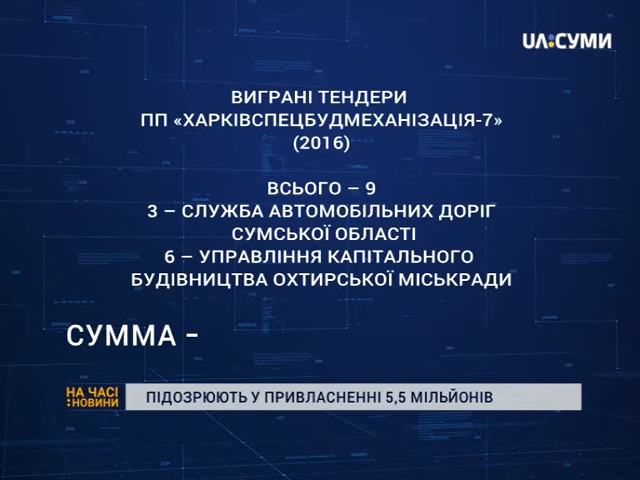 UA:СУМИ
ВИГРАНІ ТЕНДЕРИ
ПП «ХАРКІВСПЕЦБУДМЕХАНІЗАЦІЯ-7»
(2016)
ВСЬОГО – 9
3 – СЛУЖБА АВТОМОБІЛЬНИХ ДОРІГ
СУМСЬКОЇ ОБЛАСТІ
6 – УПРАВЛІННЯ КАПІТАЛЬНОГО
БУДІВНИЦТВА ОХТИРСЬКОЇ МІСЬКРАДИ
СУММА –
НА ЧАСІ
:НОВИНИ
ПІДОЗРЮЮТЬ У ПРИВЛАСНЕННІ 5,5 МІЛЬЙОНІВ